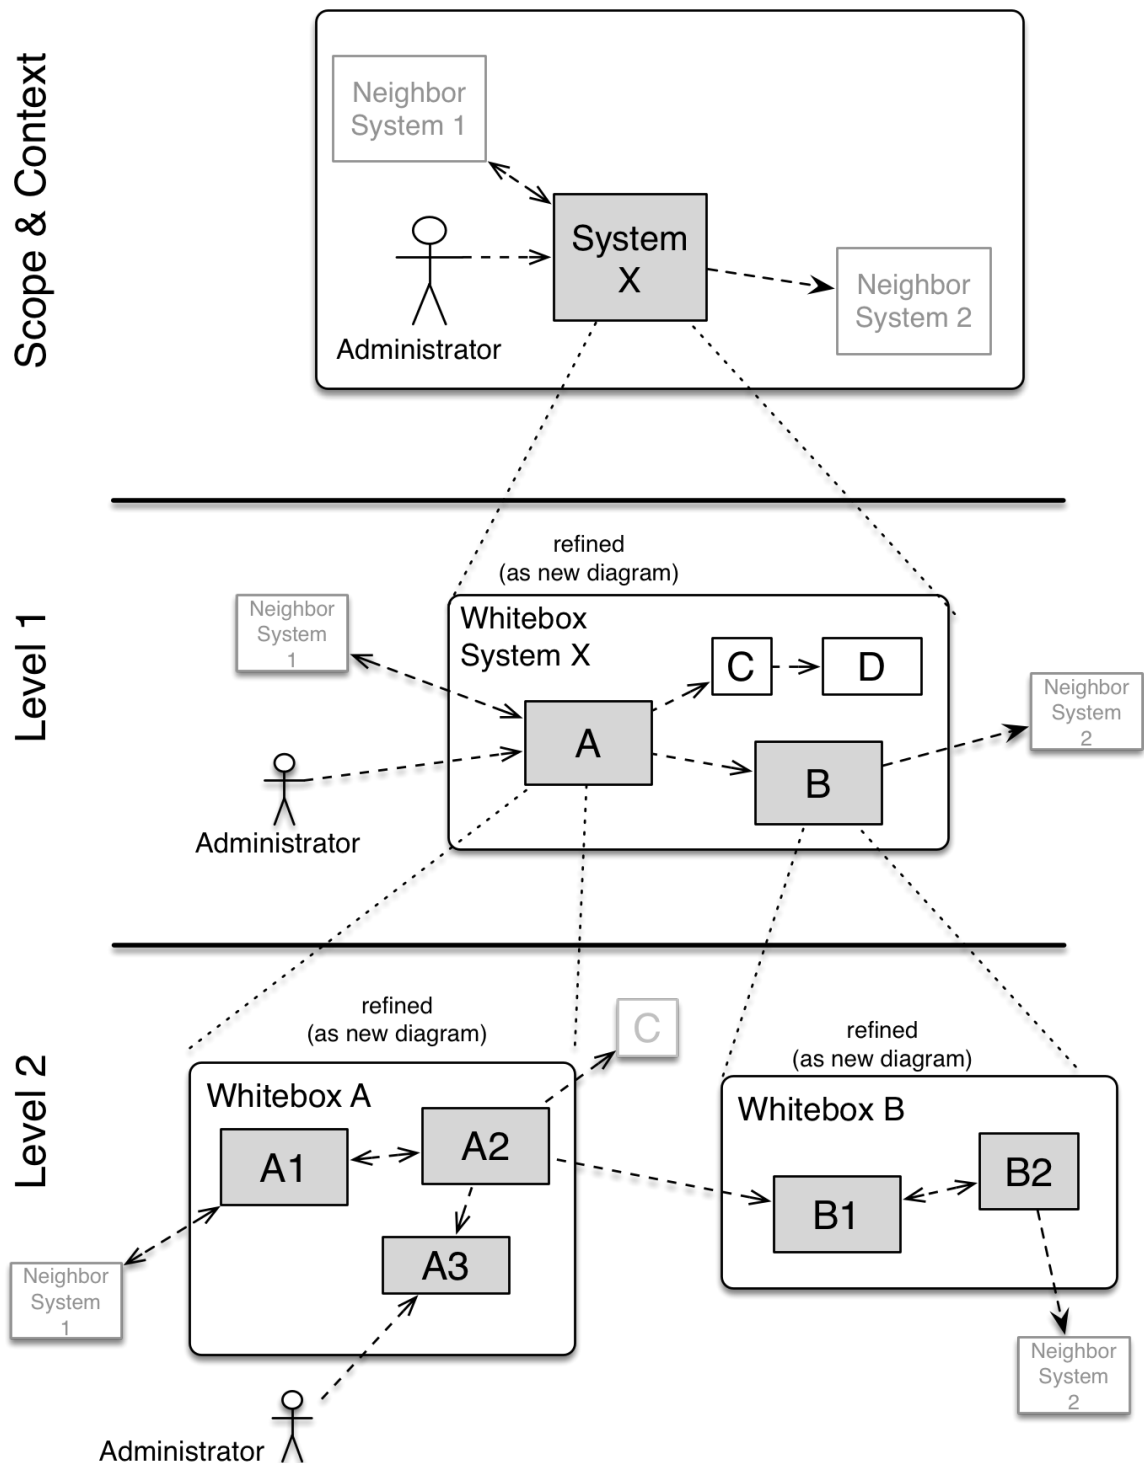 Scope & Context
Neighbor
System 1
System
X
Neighbor
System 2
Administrator
Level 1
refined
(as new diagram)
Neighbor
System
1
Whitebox
System X
C
D
A
B
Neighbor
System
2
Administrator
Level 2
refined
(as new diagram)
C
refined
(as new diagram)
Whitebox A
A1
A2
A3
Whitebox B
B1
B2
Neighbor
System
1
Neighbor
System
2
Administrator